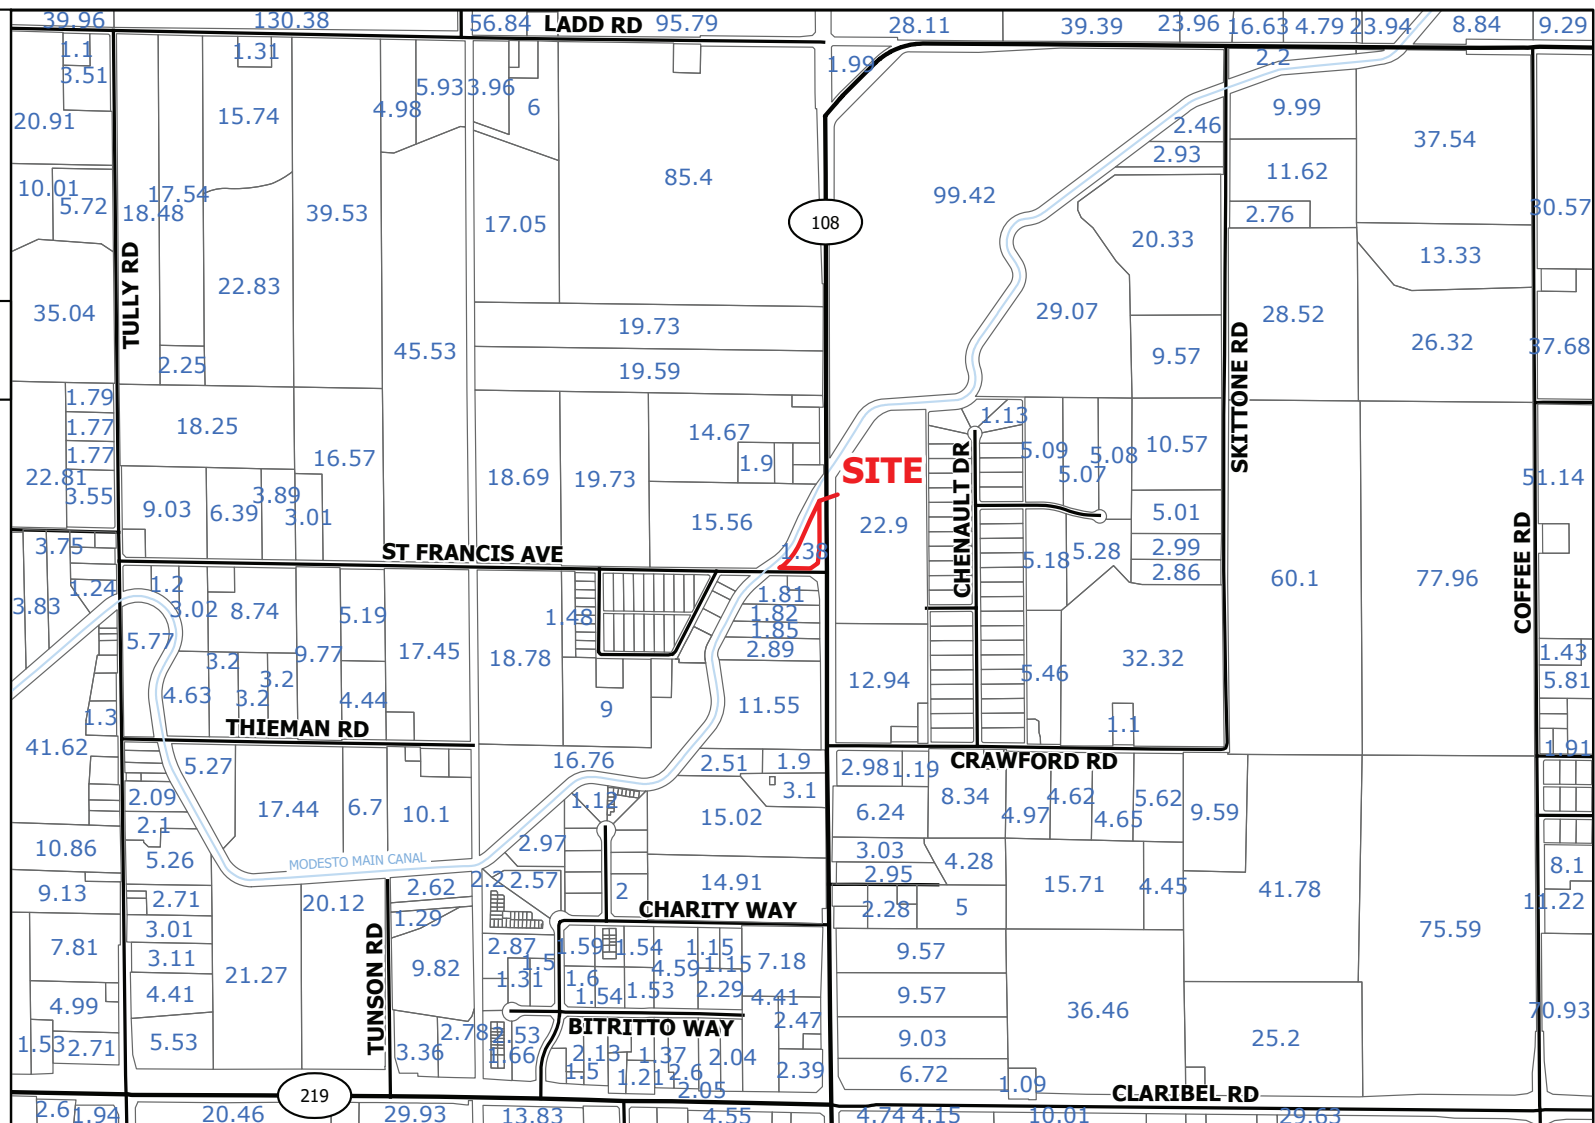 39.96 130.38 56.84 LADD RD 95.79 28.11 39.39 23.96 16.63 4.79 23.94 8.84 9.29
1.1 1.31 1.99 2.2
3.51 5.93 3.96
4.98 6 9.99
20.91 15.74 2.46 37.54
2.93
10.01 17.54 85.4 99.42 11.62
5.72 18.48 39.53 17.05 108 2.76 30.57
20.33
TULLY RD 13.33
22.83
35.04 19.73 29.07 28.52
SKITTONE RD
45.53 9.57 26.32 37.68
2.25 19.59
1.79
1.77 18.25 14.67 1.13
1.77 16.57 1.9 5.09 5.08 10.57
22.81 18.69 19.73 SITE 5.07 51.14
3.55 9.03 6.39 3.89 3.01 15.56 22.9 CHENAULT DR 5.01
3.75 ST FRANCIS AVE 1.38 5.18 5.28 2.99 COFFEE RD
2.86
1.24 1.2 60.1 77.96
3.83 3.02 8.74 5.19 1.48 1.81
1.82
1.85
5.77 9.77 17.45 18.78 2.89 32.32 1.43
3.2 3.2
4.63 3.2 4.44 9 11.55 12.94 5.46 5.81
1.3 THIEMAN RD 1.1
41.62 1.91
5.27 16.76 2.51 1.9 2.98 1.19 CRAWFORD RD
2.09 17.44 6.7 10.1 1.12 3.1 6.24 8.34 4.97 4.62 4.65 5.62 9.59
2.1 15.02
10.86 5.26 MODESTO MAIN CANAL 2.97 3.03 4.28 8.1
2.95
9.13 2.71 20.12 2.62 2.2 2.57 2 14.91 15.71 4.45 41.78 11.22
1.29 CHARITY WAY 2.28 5
3.01 75.59
7.81 3.11 2.87 1.59 1.54 1.15 7.18 9.57
21.27 TUNSON RD 9.82 1.5 4.59 1.15
4.41 1.31 1.6 1.53 2.29 9.57
4.99 1.54 4.41 36.46 70.93
1.53 2.71 5.53 2.78 2.53 BITRITTO WAY 2.47 9.03 25.2
3.36 1.66 2.13 1.37 2.04
1.5 1.21 2.6 2.39 6.72
219 2.05 1.09 CLARIBEL RD
2.6 1.94 20.46 29.93 13.83 4.55 4.74 4.15 10.01 29.63